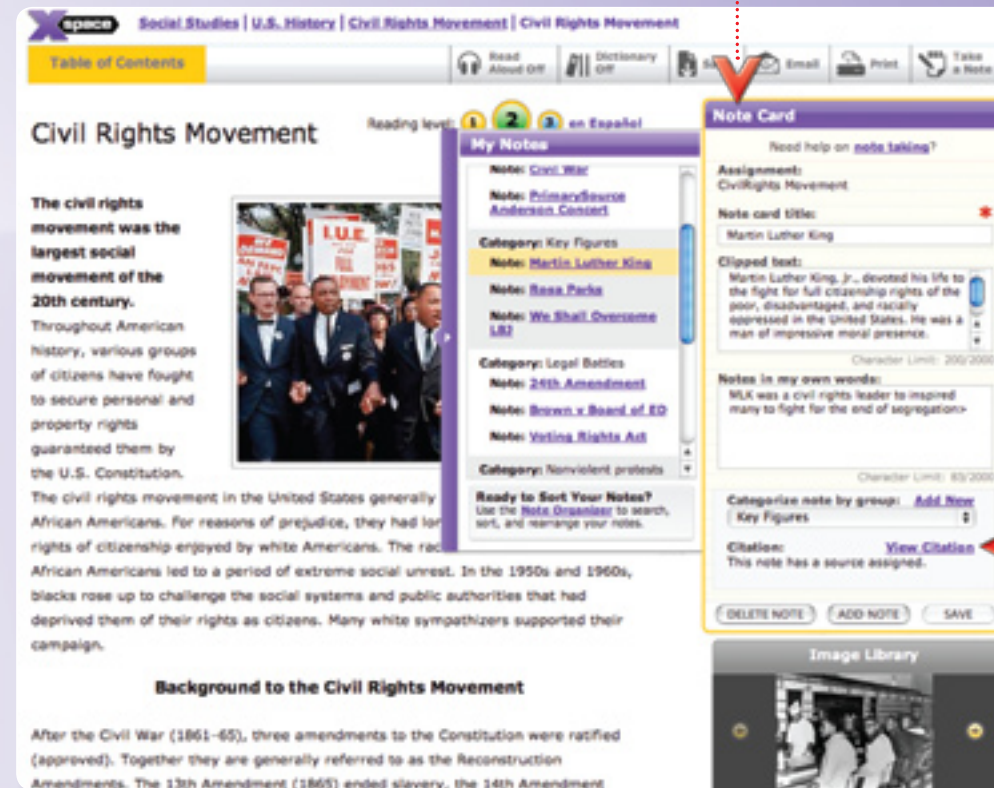 Xspace
Social Studies | U.S. History | Civil Rights Movement | Civil Rights Movement
Table of Contents
Read Aloud Off
Dictionary Off
Email
Print
Take a Note
Civil Rights Movement
Reading level: 1 2 3 en Español
The civil rights
movement was the
largest social
movement of the
20th century.
Throughout American
history, various groups
of citizens have fought
to secure personal and
property rights
guaranteed them by
the U.S. Constitution.
The civil rights movement in the United States generally
African Americans. For reasons of prejudice, they had
rights of citizenship enjoyed by white Americans. The
African Americans led to a period of extreme social unrest. In the 1950s and 1960s,
blacks rose up to challenge the social systems and public authorities that had
deprived them of their rights as citizens. Many white sympathizers supported their
campaign.
Background to the Civil Rights Movement
After the Civil War (1861–65), three amendments to the Constitution were ratified
(approved). Together they are generally referred to as the Reconstruction
Amendments. The 13th Amendment (1865) ended slavery, the 14th Amendment
I.U.E.
My Notes
Note: Civil War
Note: PrimarySource
Anderson Concert
Category: Key Figures
Note: Martin Luther King
Note: Rosa Parks
Note: We Shall Overcome
LBJ
Category: Legal Battles
Note: 24th Amendment
Note: Brown v Board of ED
Note: Voting Rights Act
Category: Nonviolent protests
Ready to Sort Your Notes?
Use the Note Organizer to search,
sort, and rearrange your notes.
Note Card
Need help on note taking?
Assignment:
CivilRights Movement
Note card title: *
Martin Luther King
Clipped text:
Martin Luther King, Jr., devoted his life to
the fight for full citizenship rights of the
poor, disadvantaged, and racially
oppressed in the United States. He was a
man of impressive moral presence.
Character Limit: 200/2000
Notes in my own words:
MLK was a civil rights leader to inspired
many to fight for the end of segregation>
Character Limit: 83/2000
Categorize note by group: Add New
Key Figures
Citation: View Citation
This note has a source assigned.
DELETE NOTE ADD NOTE SAVE
Image Library